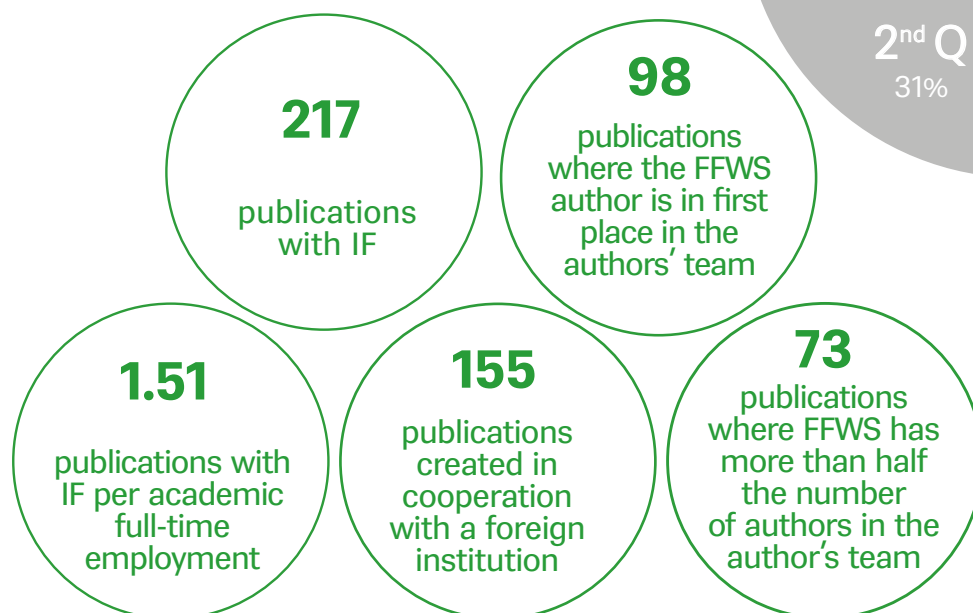 2nd Q
31%
217
publications
with IF
98
publications
where the FFWS
author is in first
place in the
authors' team
1.51
publications with
IF per academic
full-time
employment
155
publications
created in
cooperation
with a foreign
institution
73
publications
where FFWS has
more than half
the number
of authors in the
author's team